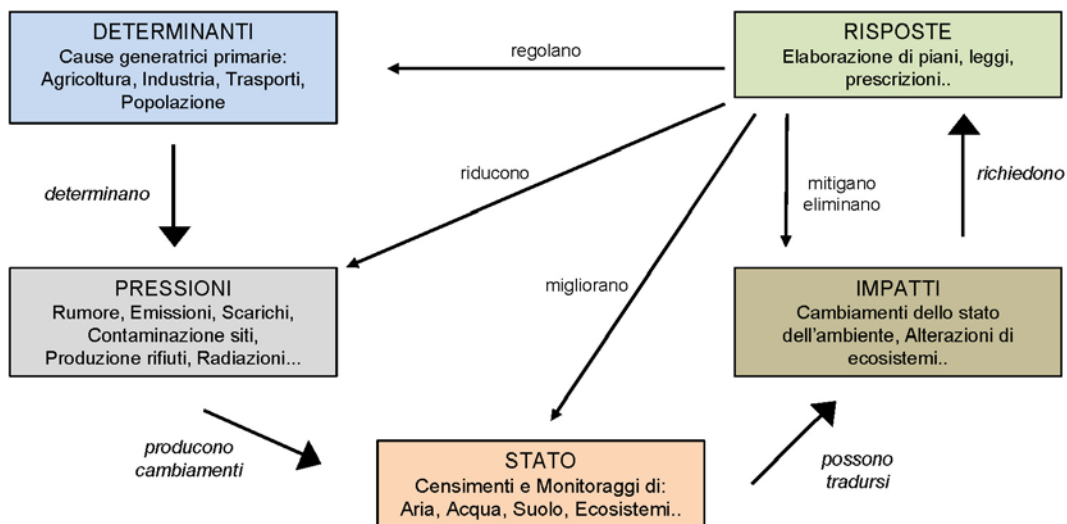 DETERMINANTI
Cause generatrici primarie:
Agricoltura, Industria, Trasporti,
Popolazione
regolano
RISPOSTE
Elaborazione di piani, leggi,
prescrizioni..
determinano
riducono
mitigano
eliminano
richiedono
PRESSIONI
Rumore, Emissioni, Scarichi,
Contaminazione siti,
Produzione rifiuti, Radiazioni...
migliorano
IMPATTI
Cambiamenti dello stato
dell'ambiente, Alterazioni di
ecosistemi..
producono
cambiamenti
STATO
Censimenti e Monitoraggi di:
Aria, Acqua, Suolo, Ecosistemi..
possono
tradursi